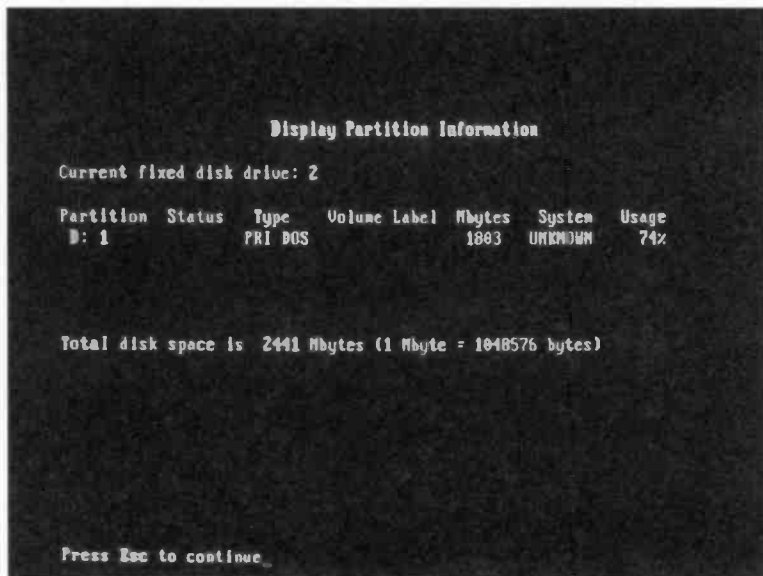 Display Partition Information
Current fixed disk drive: 2
Partition Status Type Volume Label Mbytes System Usage
D: 1 PRI DOS 1803 UNKNOWN 74%
Total disk space is 2441 Mbytes (1 Mbyte = 1048576 bytes)
Press Esc to continue_